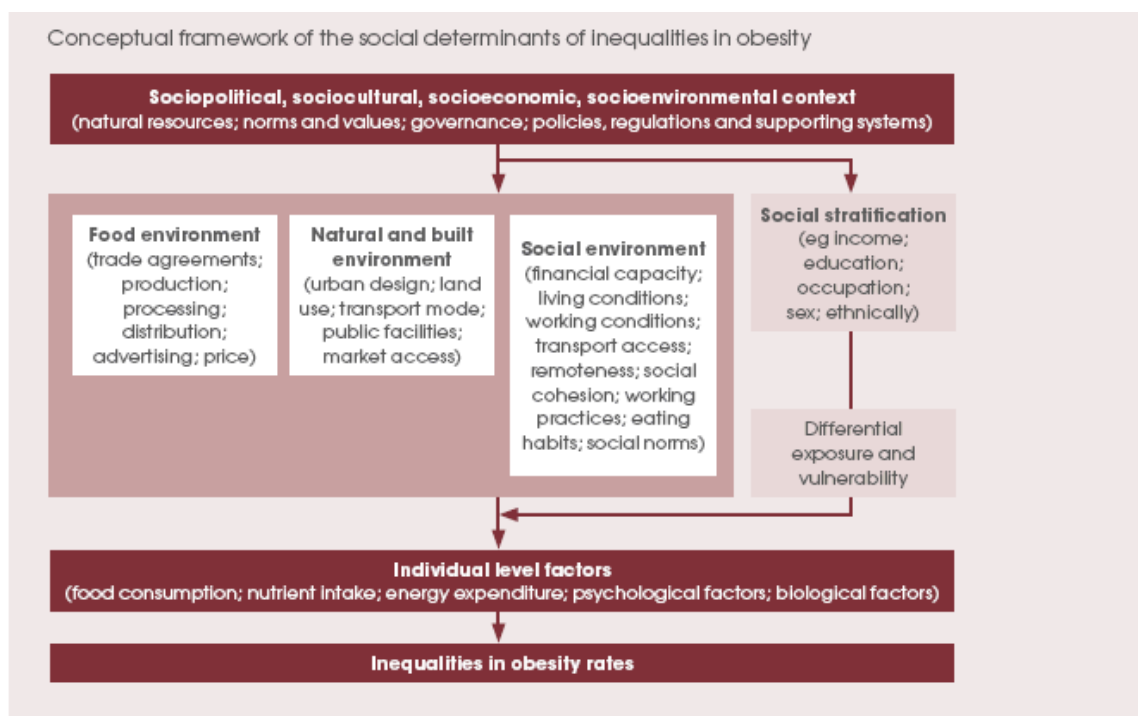 Conceptual framework of the social determinants of inequalities in obesity
Sociopolitical, sociocultural, socioeconomic, socioenvironmental context
(natural resources; norms and values; governance; policies, regulations and supporting systems)
Food environment
(trade agreements;
production;
processing;
distribution;
advertising; price)
Natural and built
environment
(urban design; land
use; transport mode;
public facilities;
market access)
Social environment
(financial capacity;
living conditions;
working conditions;
transport access;
remoteness; social
cohesion; working
practices; eating
habits; social norms)
Social stratification
(eg income;
education;
occupation;
sex; ethnically)
Differential
exposure and
vulnerability
Individual level factors
(food consumption; nutrient intake; energy expenditure; psychological factors; biological factors)
Inequalities in obesity rates